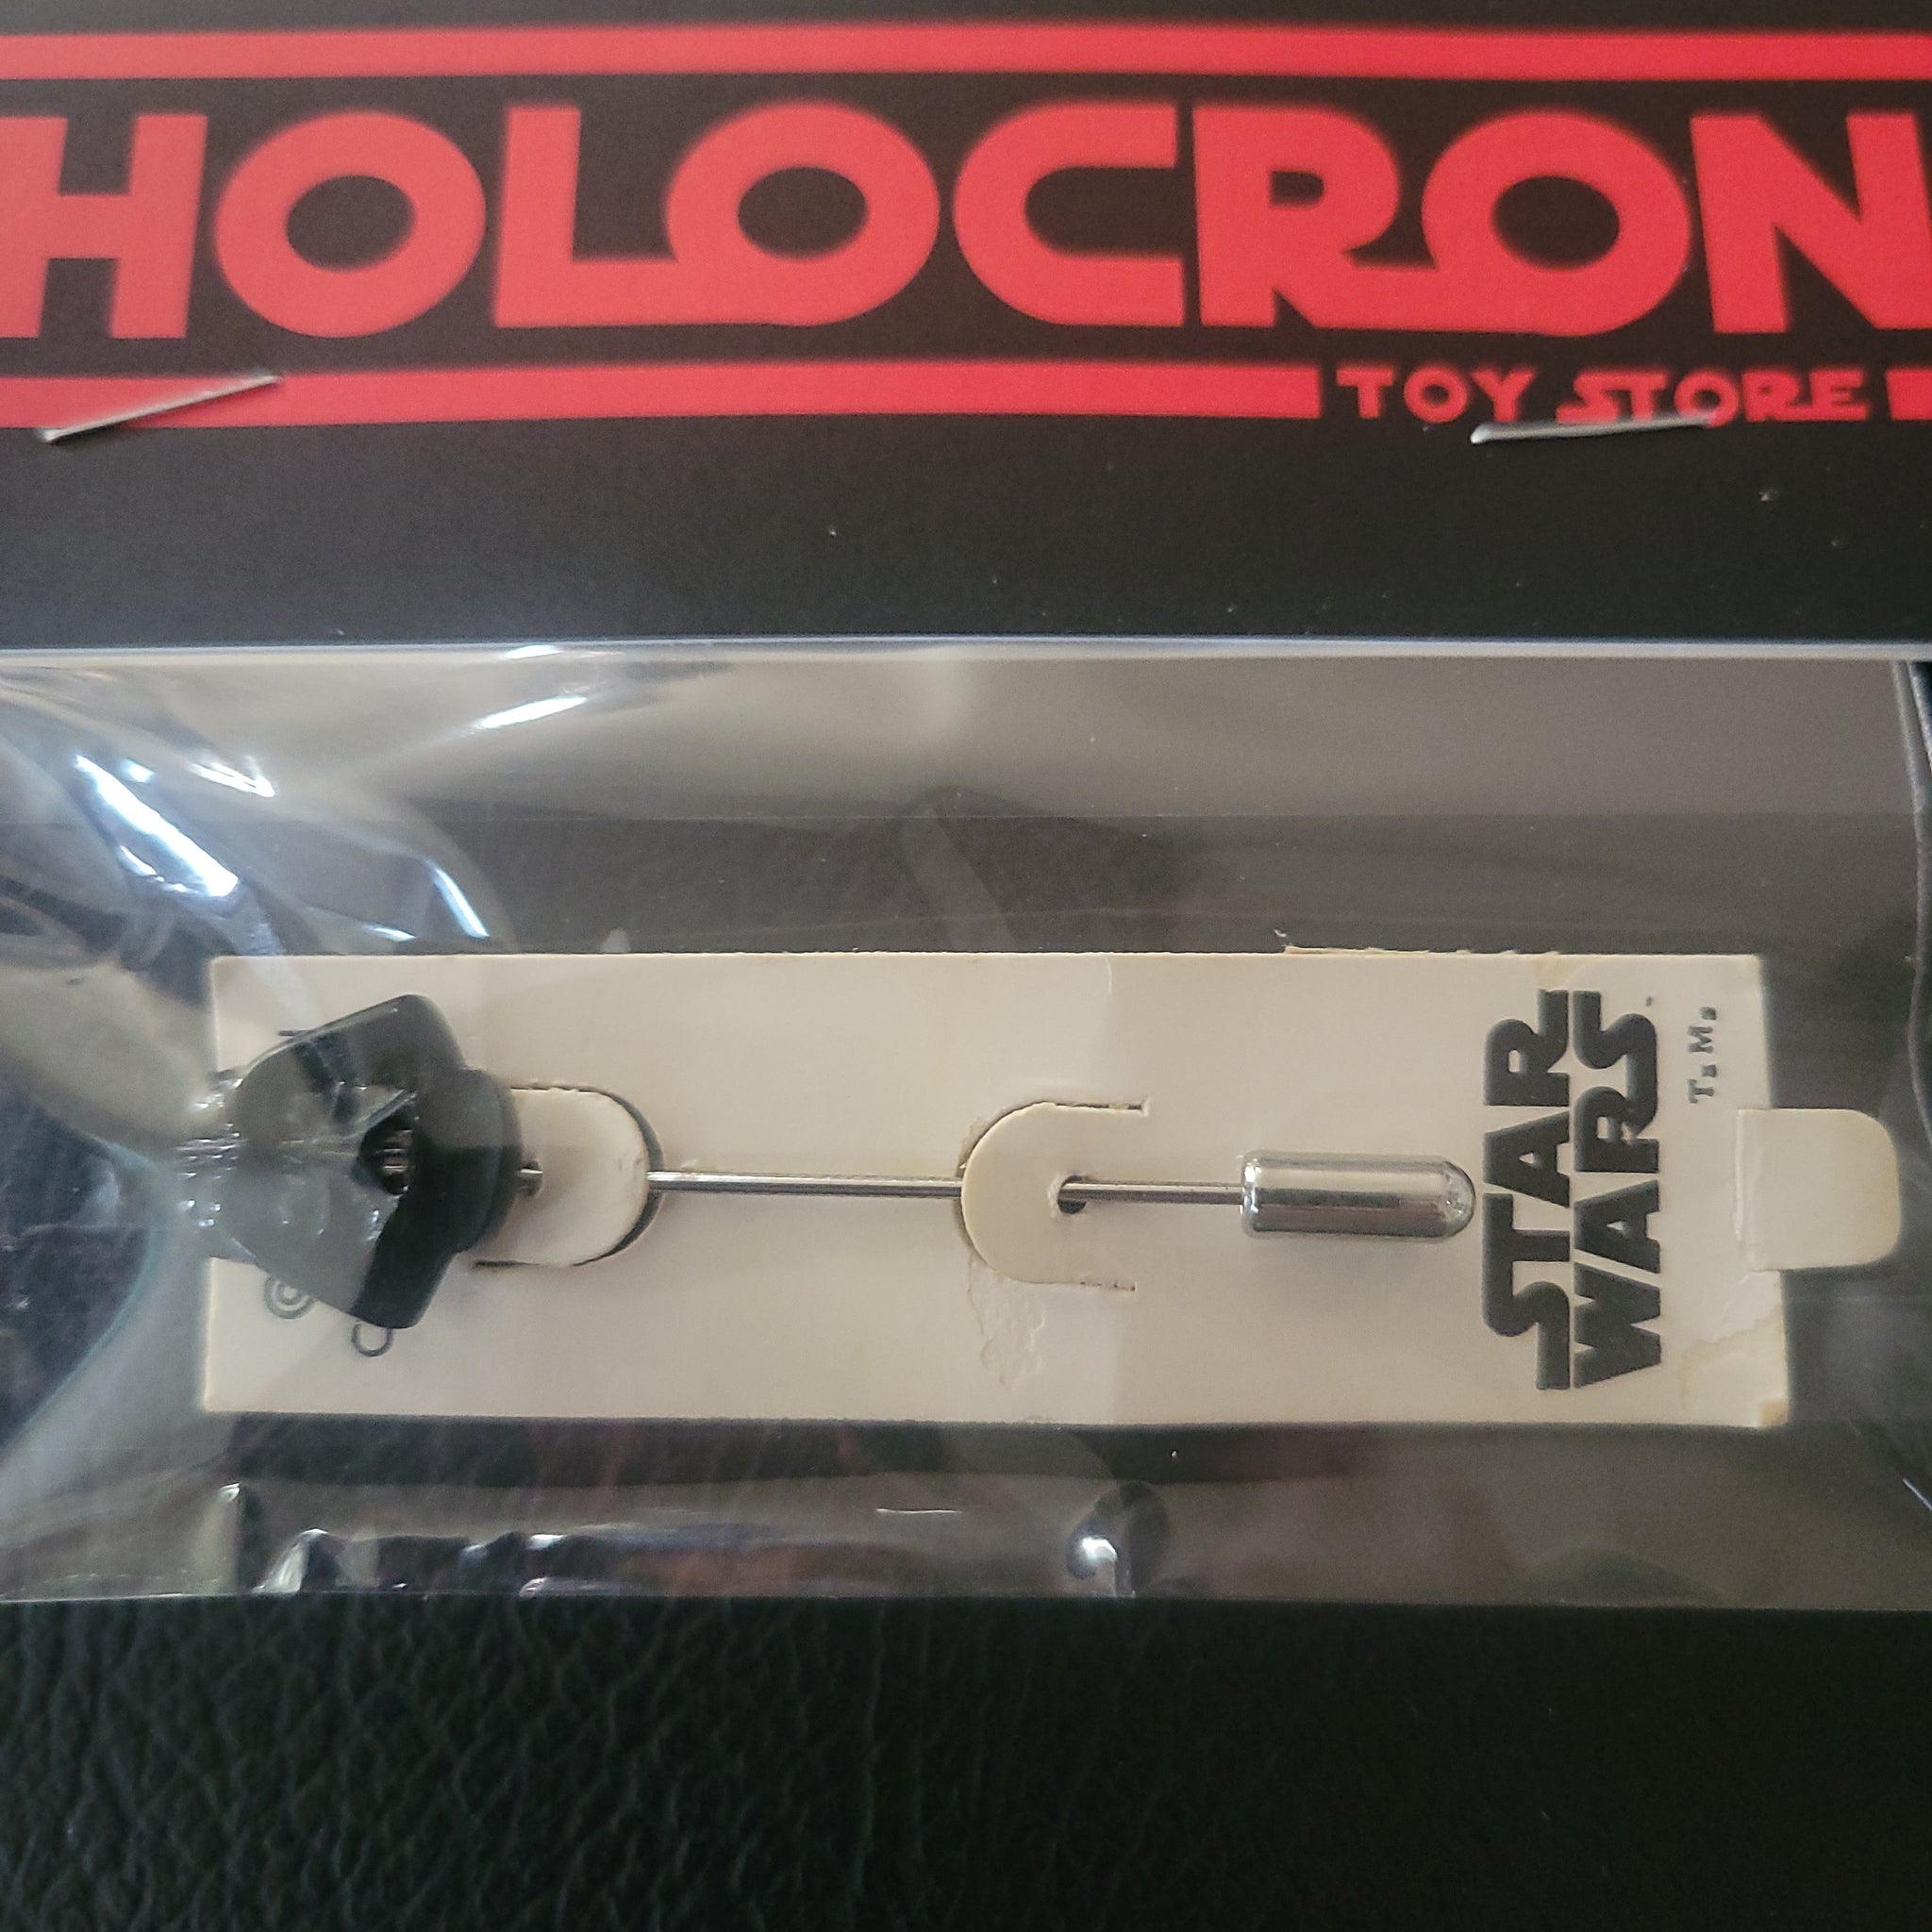 HOLOCRON
TOY STORE
STAR
WARS
T.M.
©